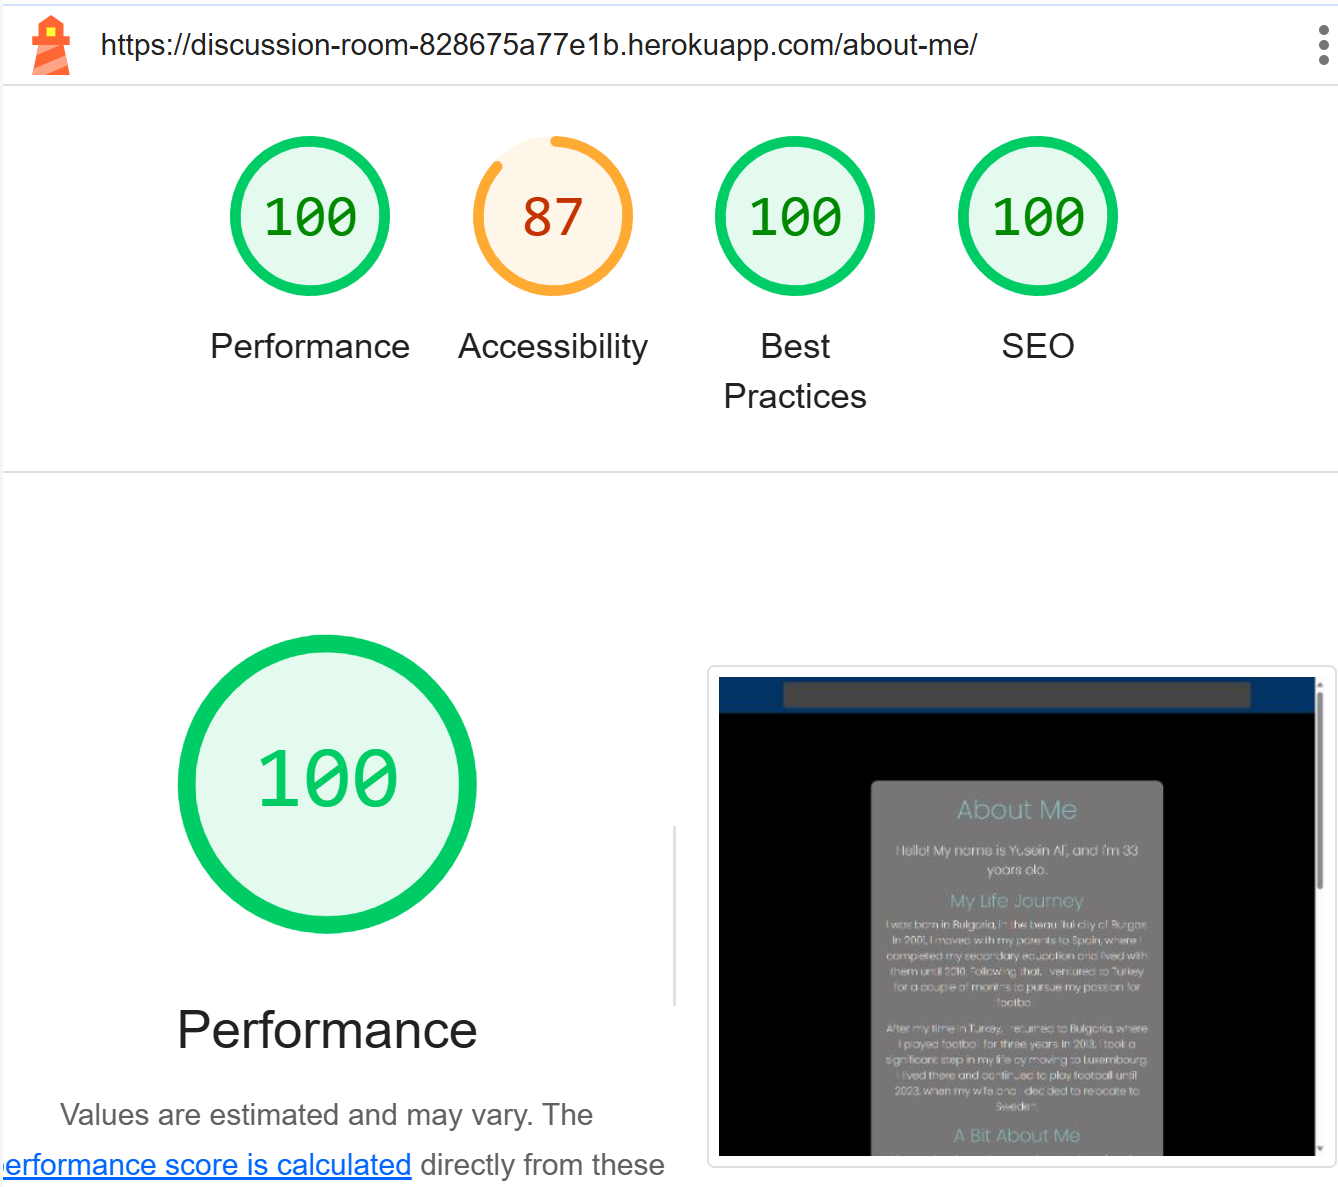 https://discussion-room-828675a77e1b.herokuapp.com/about-me/
100
87
100
100
Performance
Accessibility
Best
Practices
SEO
100
Performance
Values are estimated and may vary. The
erformance score is calculated directly from these
About Me
Hello! My name is Yusein Ali, and I'm 33
years old.
My Life Journey
I was born in Bulgaria, in the beautiful city of Burgas.
In 2001, I moved with my parents to Spain, where I
completed my secondary education and lived with
them until 2010. Following that, I ventured to Turkey
for a couple of months to pursue my passion for
football.
After my time in Turkey, I returned to Bulgaria, where
I played football for three years. In 2013, I took a
significant step in my life by moving to Luxembourg.
I lived there and continued to play football until
2023, when my wife and I decided to relocate to
Sweden.
A Bit About Me